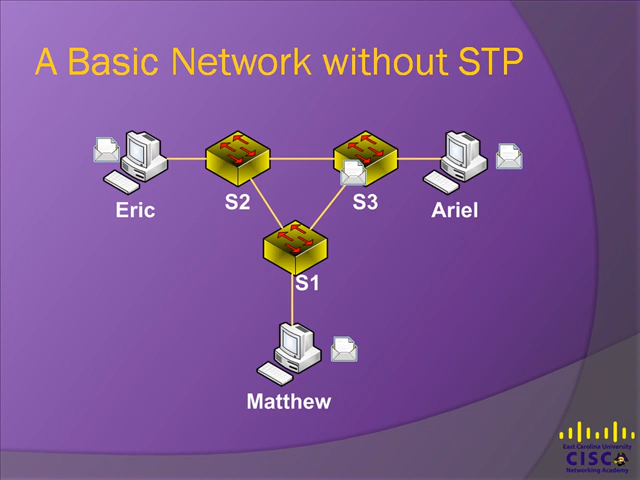 A Basic Network without STP
Eric
S2
S3
Ariel
S1
Matthew
East Carolina University
CISCO
Networking Academy